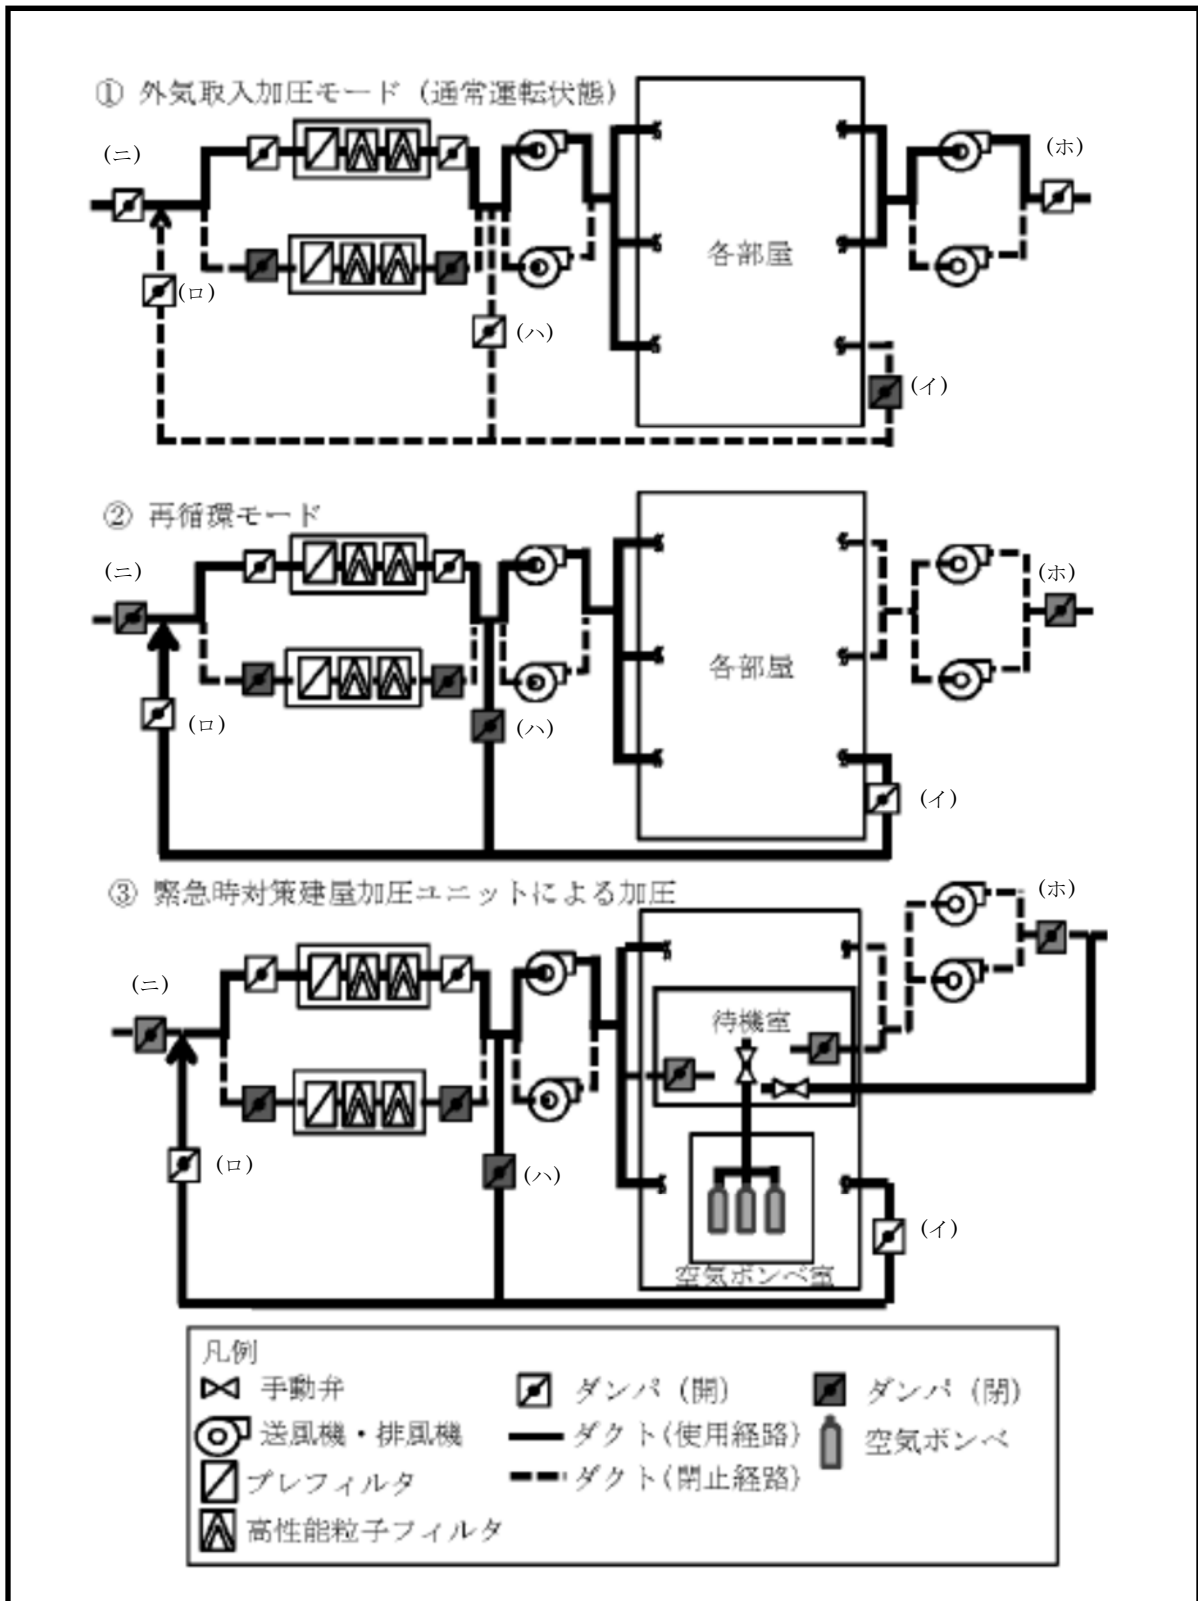 ① 外気取入加圧モード（通常運転状態）
(ニ)
(ホ)
各部屋
(ロ)
(ハ)
(イ)
② 再循環モード
(ニ)
(ホ)
各部屋
(ロ)
(ハ)
(イ)
③ 緊急時対策建屋加圧ユニットによる加圧
(ホ)
(ニ)
待機室
(ロ)
(ハ)
(イ)
空気ボンベ室
凡例
手動弁
ダンパ（開）
ダンパ（閉）
送風機・排風機
ダクト(使用経路)
空気ボンベ
プレフィルタ
ダクト(閉止経路)
高性能粒子フィルタ